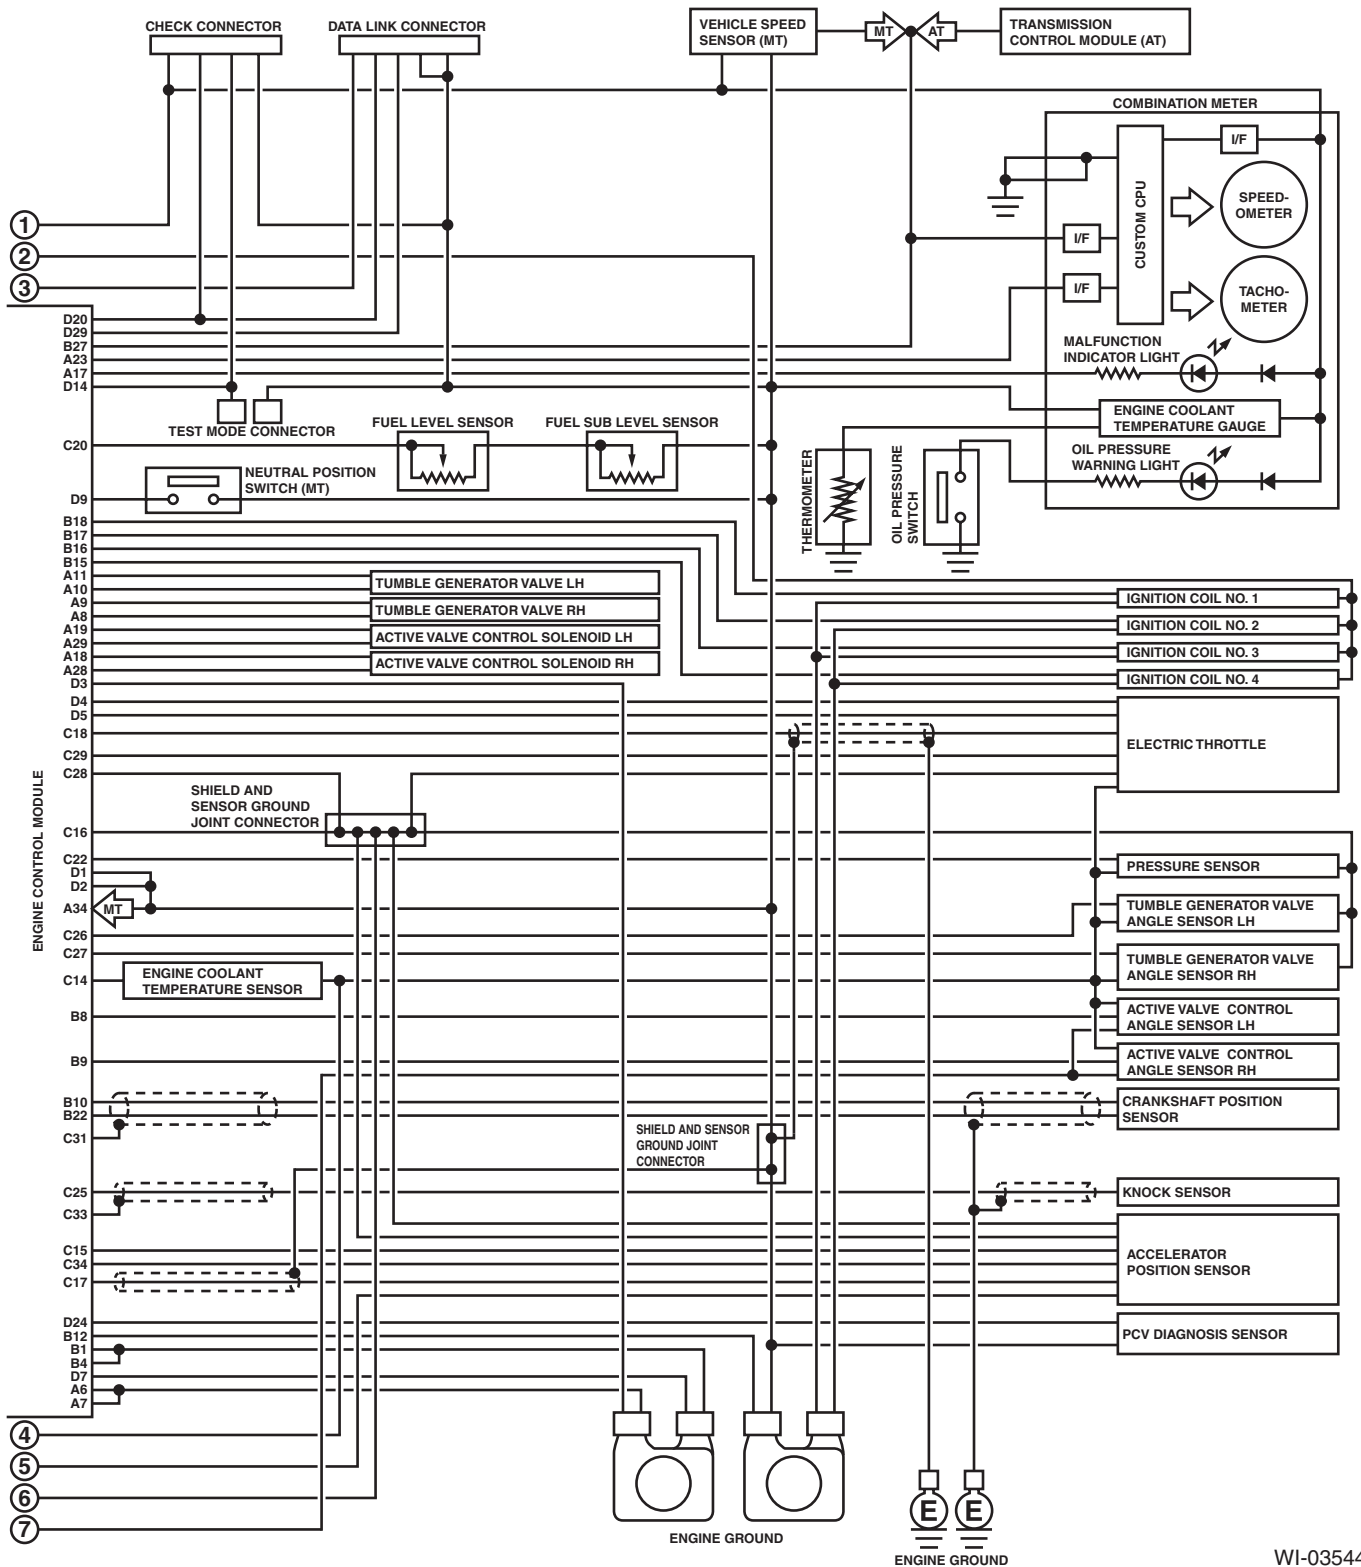 CHECK CONNECTOR
DATA LINK CONNECTOR
VEHICLE SPEED
SENSOR (MT)
MT
AT
TRANSMISSION
CONTROL MODULE (AT)
COMBINATION METER
I/F
CUSTOM CPU
SPEED-
OMETER
I/F
I/F
TACHO-
METER
MALFUNCTION
INDICATOR LIGHT
ENGINE COOLANT
TEMPERATURE GAUGE
OIL PRESSURE
WARNING LIGHT
1
2
3
D20
D29
B27
A23
A17
D14
TEST MODE CONNECTOR
FUEL LEVEL SENSOR
FUEL SUB LEVEL SENSOR
C20
NEUTRAL POSITION
SWITCH (MT)
D9
THERMOMETER
OIL PRESSURE
SWITCH
B18
B17
B16
B15
A11
A10
A9
A8
A19
A29
A18
A28
D3
TUMBLE GENERATOR VALVE LH
TUMBLE GENERATOR VALVE RH
ACTIVE VALVE CONTROL SOLENOID LH
ACTIVE VALVE CONTROL SOLENOID RH
IGNITION COIL NO. 1
IGNITION COIL NO. 2
IGNITION COIL NO. 3
IGNITION COIL NO. 4
D4
D5
C18
C29
C28
ELECTRIC THROTTLE
ENGINE CONTROL MODULE
SHIELD AND
SENSOR GROUND
JOINT CONNECTOR
C16
C22
D1
D2
A34
MT
C26
C27
C14
ENGINE COOLANT
TEMPERATURE SENSOR
B8
B9
PRESSURE SENSOR
TUMBLE GENERATOR VALVE
ANGLE SENSOR LH
TUMBLE GENERATOR VALVE
ANGLE SENSOR RH
ACTIVE VALVE CONTROL
ANGLE SENSOR LH
ACTIVE VALVE CONTROL
ANGLE SENSOR RH
B10
B22
C31
CRANKSHAFT POSITION
SENSOR
SHIELD AND SENSOR
GROUND JOINT
CONNECTOR
C25
C33
KNOCK SENSOR
C15
C34
C17
ACCELERATOR
POSITION SENSOR
D24
B12
B1
B4
D7
A6
A7
PCV DIAGNOSIS SENSOR
4
5
6
7
ENGINE GROUND
E
E
ENGINE GROUND
WI-03544